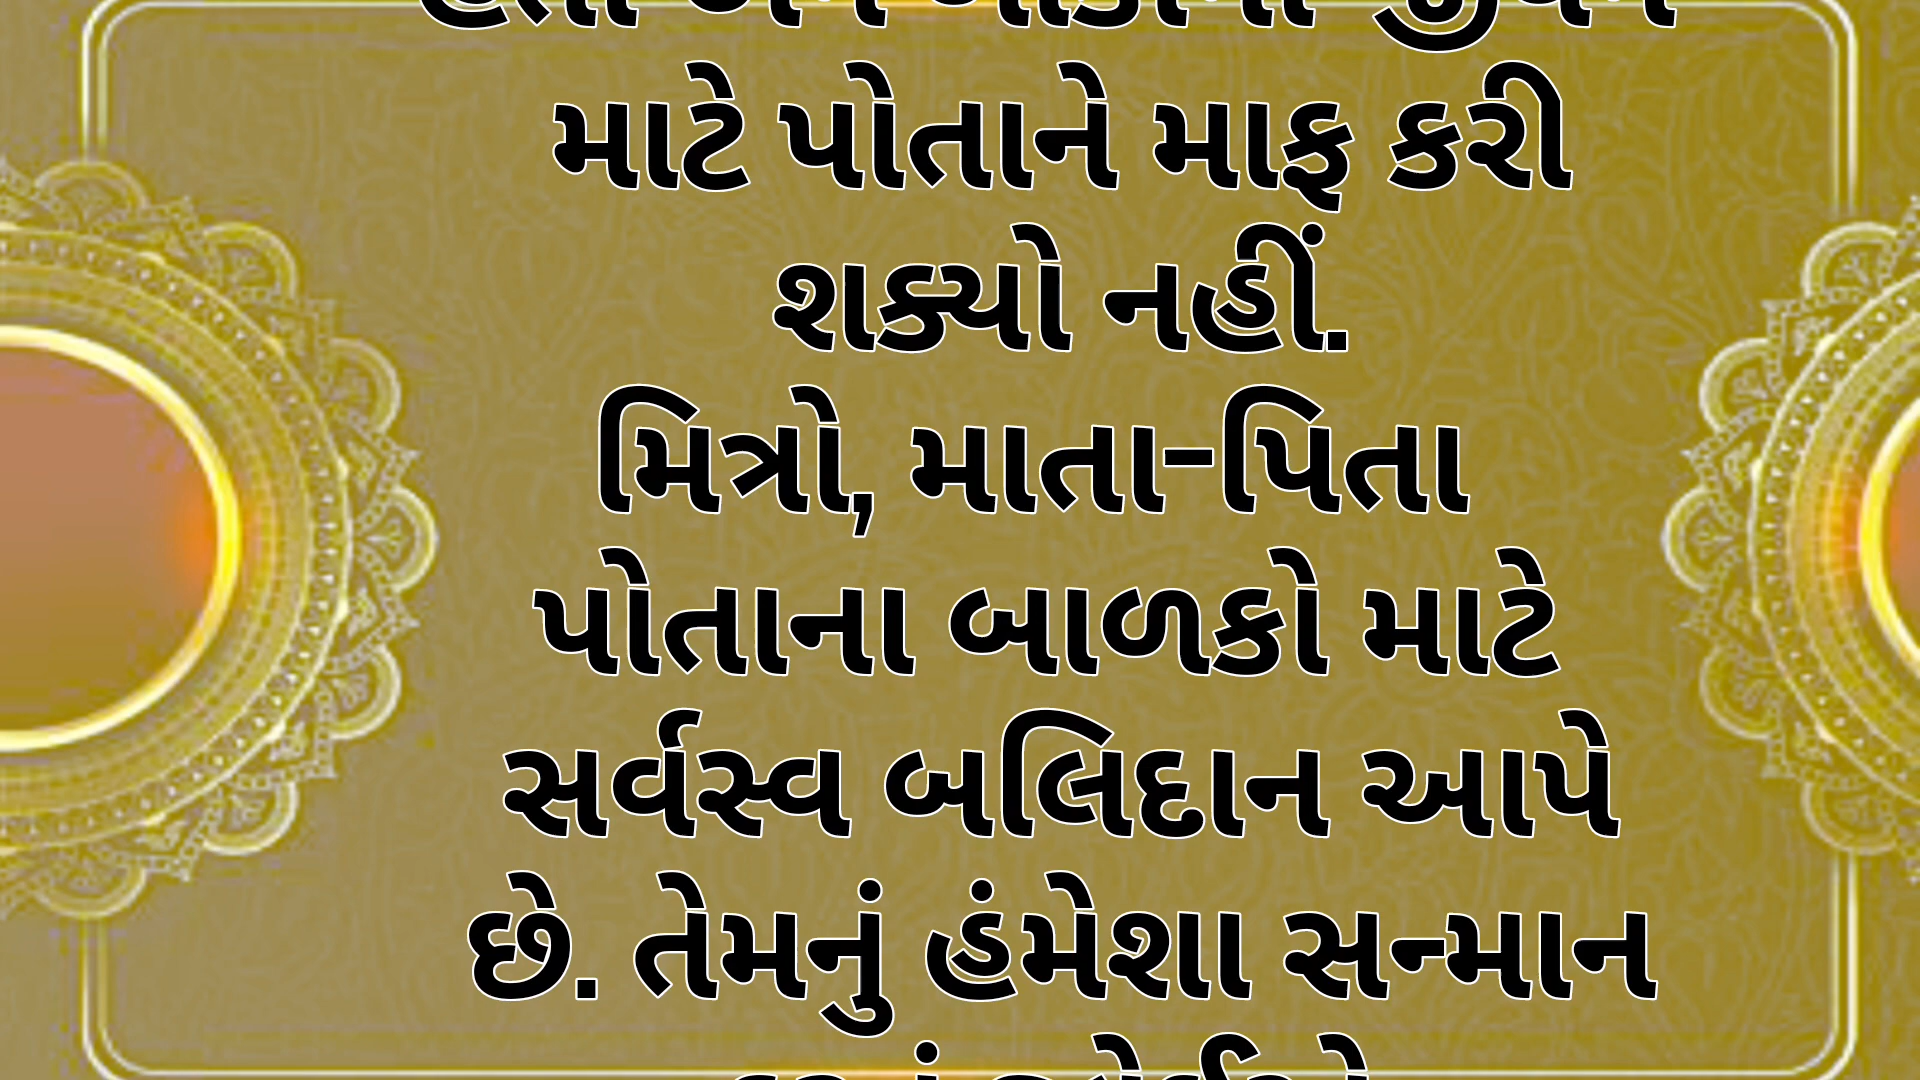 માટે પોતાને માફ કરી
શક્યો નહીં.
મિત્રો, માતા-પિતા
પોતાના બાળકો માટે
સર્વસ્વ બલિદાન આપે
છે. તેમનું હંમેશા સન્માન